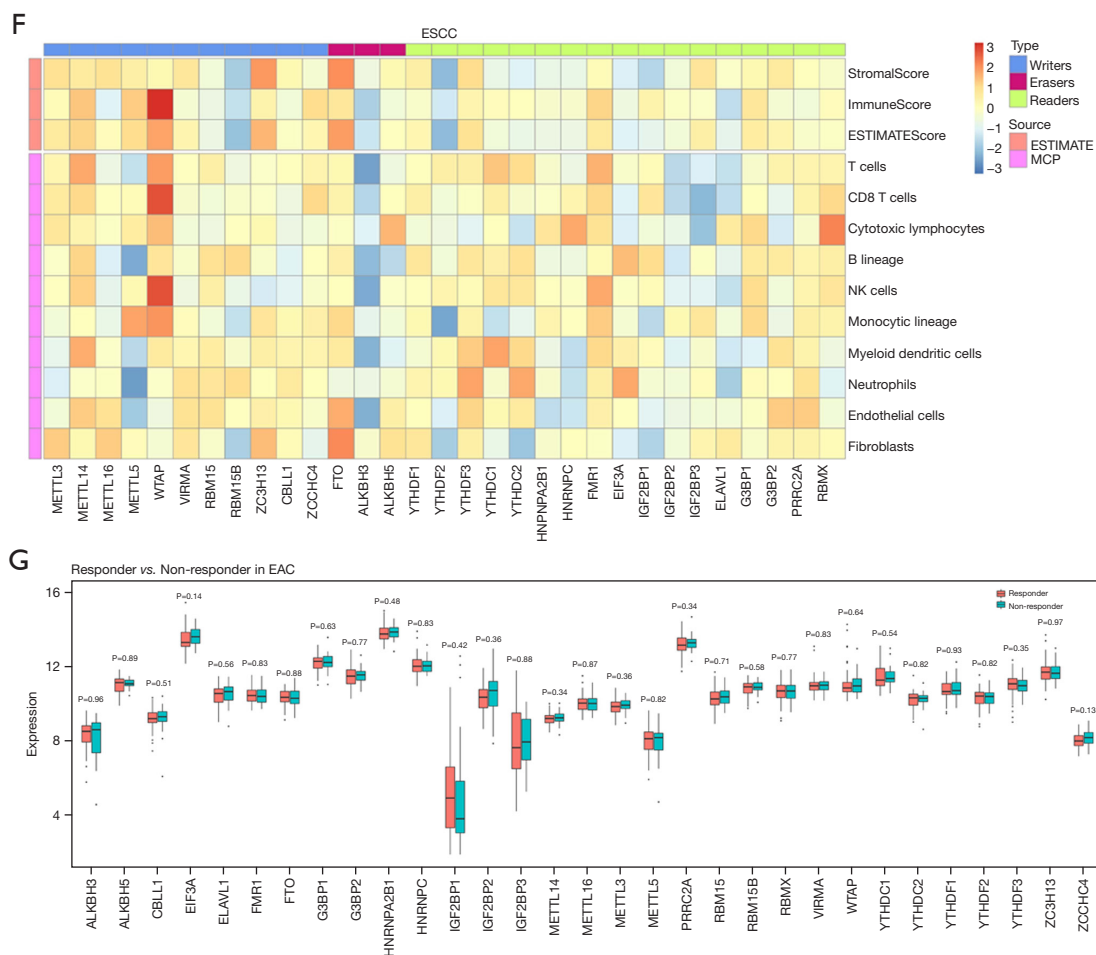 F
ESCC
3
2
1
0
−1
−2
−3
Type
Writers
Erasers
Readers
Source
ESTIMATE
MCP
StromalScore
ImmuneScore
ESTIMATEScore
T cells
CD8 T cells
Cytotoxic lymphocytes
B lineage
NK cells
Monocytic lineage
Myeloid dendritic cells
Neutrophils
Endothelial cells
Fibroblasts
METTL3
METTL14
METTL16
METTL5
WTAP
VIRMA
RBM15
RBM15B
ZC3H13
CBLL1
ZCCHC4
FTO
ALKBH3
ALKBH5
YTHDF1
YTHDF2
YTHDF3
YTHDC1
YTHDC2
HNPNPA2B1
HNRNPC
FMR1
EIF3A
IGF2BP1
IGF2BP2
IGF2BP3
ELAVL1
G3BP1
G3BP2
PRRC2A
RBMX
G
Responder vs. Non-responder in EAC
Responder
Non-responder
Expression
16
12
8
4
P=0.96
P=0.89
P=0.51
P=0.14
P=0.56
P=0.83
P=0.88
P=0.63
P=0.77
P=0.48
P=0.83
P=0.42
P=0.36
P=0.88
P=0.34
P=0.87
P=0.36
P=0.82
P=0.34
P=0.71
P=0.58
P=0.77
P=0.83
P=0.64
P=0.54
P=0.82
P=0.93
P=0.82
P=0.35
P=0.97
P=0.13
ALKBH3
ALKBH5
CBLL1
EIF3A
ELAVL1
FMR1
FTO
G3BP1
G3BP2
HNRNPA2B1
HNRNPC
IGF2BP1
IGF2BP2
IGF2BP3
METTL14
METTL16
METTL3
METTL5
PRRC2A
RBM15
RBM15B
RBMX
VIRMA
WTAP
YTHDC1
YTHDC2
YTHDF1
YTHDP2
YTHDF3
ZC3H13
ZCCHC4